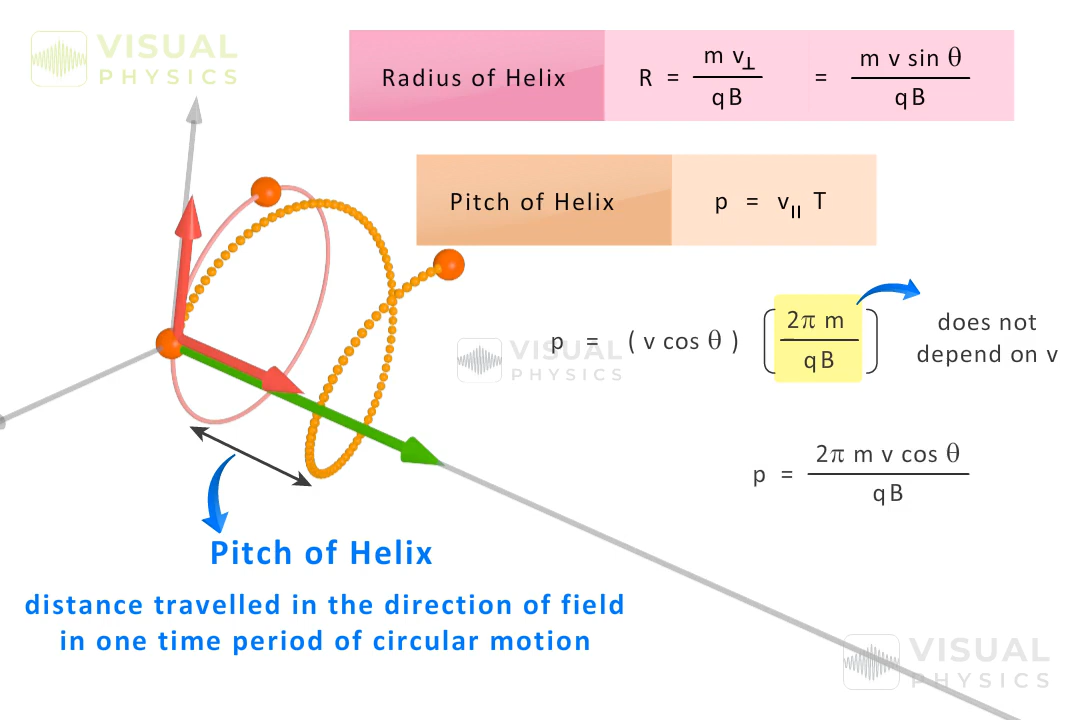 VISUAL
PHYSICS
Radius of Helix R = m v⊥ / qB = m v sin θ / qB
Pitch of Helix p = v|| T
p = ( v cos θ ) [ 2π m / qB ]
does not
depend on v
VISUAL
PHYSICS
p = 2π m v cos θ / qB
Pitch of Helix
distance travelled in the direction of field
in one time period of circular motion
VISUAL
PHYSICS